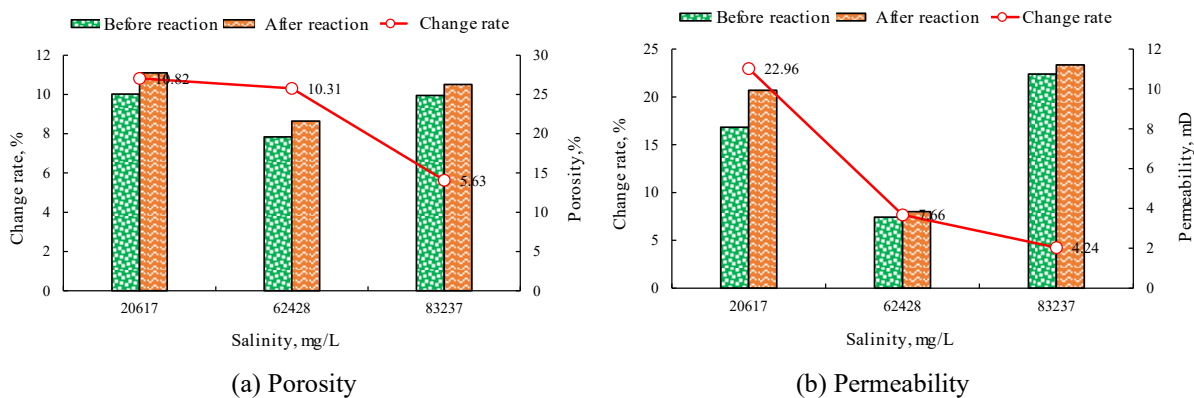 Before reaction After reaction Change rate
12
10
8
6
4
2
0
Change rate, %
30
25
20
15
10
5
0
Porosity,%
10.82
10.31
5.63
20617 62428 83237
Salinity, mg/L
(a) Porosity
Before reaction After reaction Change rate
25
20
15
10
5
0
Change rate, %
12
10
8
6
4
2
0
Permeability, mD
22.96
7.66
4.24
20617 62428 83237
Salinity, mg/L
(b) Permeability